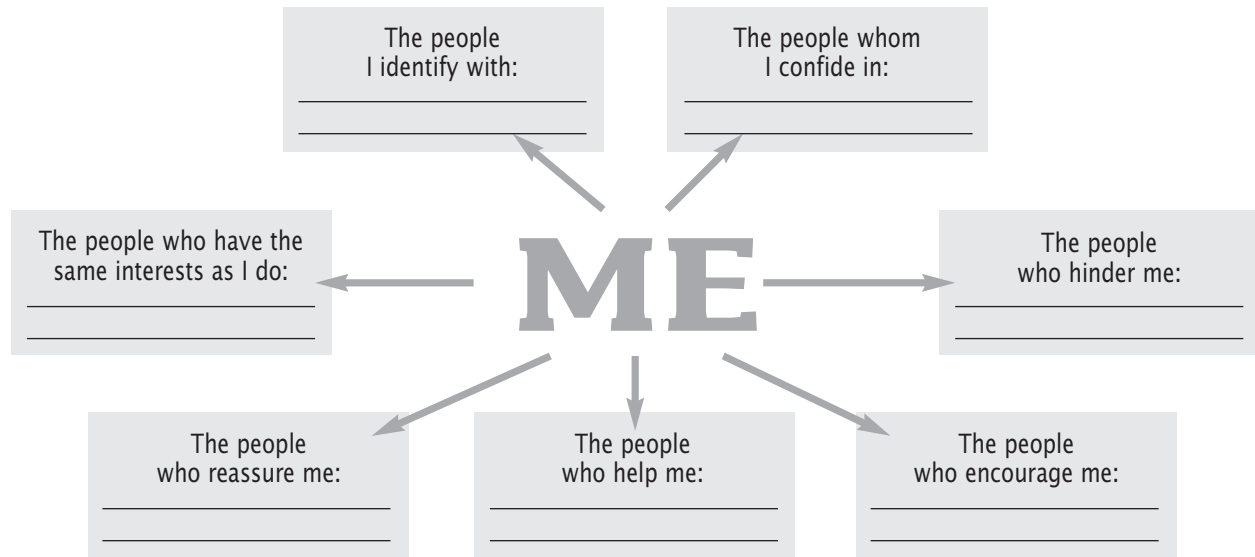 The people
I identify with:
The people whom
I confide in:
The people who have the
same interests as I do:
ME
The people
who hinder me:
The people
who reassure me:
The people
who help me:
The people
who encourage me: